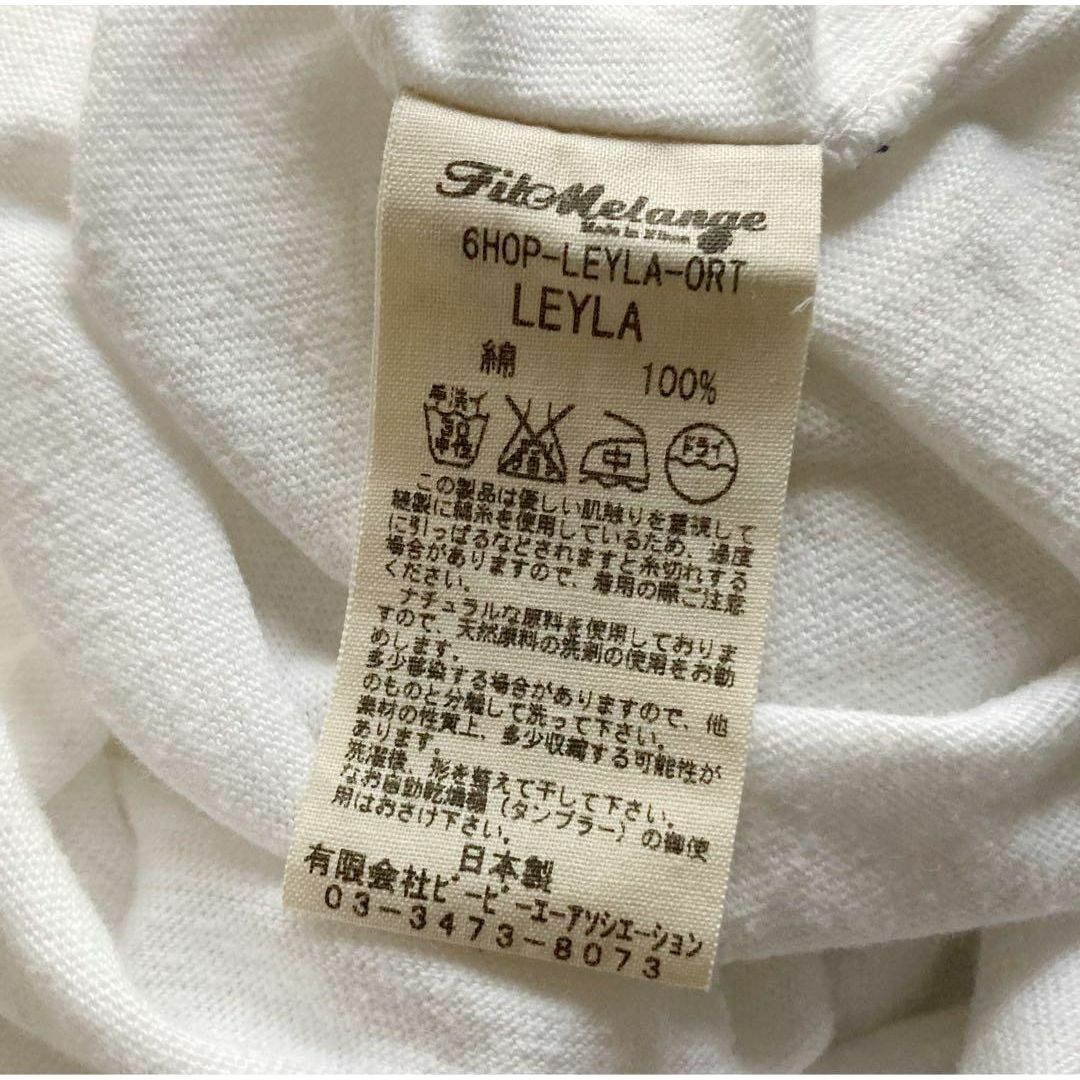 FilMelange
Made in Nihon
6HOP-LEYLA-ORT
LEYLA
綿 100%
手洗イ
30
中性
エンソサラシ
中
ドライ
この製品は優しい肌触りを重視して
縫製に綿糸を使用しているため、過度
に引っぱるなどされますと糸切れする
場合がありますので、着用の際ご注意
ください。
ナチュラルな原料を使用しておりま
すので、天然原料の洗剤の使用をお勧
めします。
多少移染する場合がありますので、他
のものと分離して洗って下さい。
素材の性質上、多少収縮する可能性が
あります。
洗濯後、形を整えて干して下さい。
なお自動乾燥機(タンブラー)の御使
用はおさけ下さい。
日本製
有限会社ビーピーエーアソシエーション
03-3473-8073